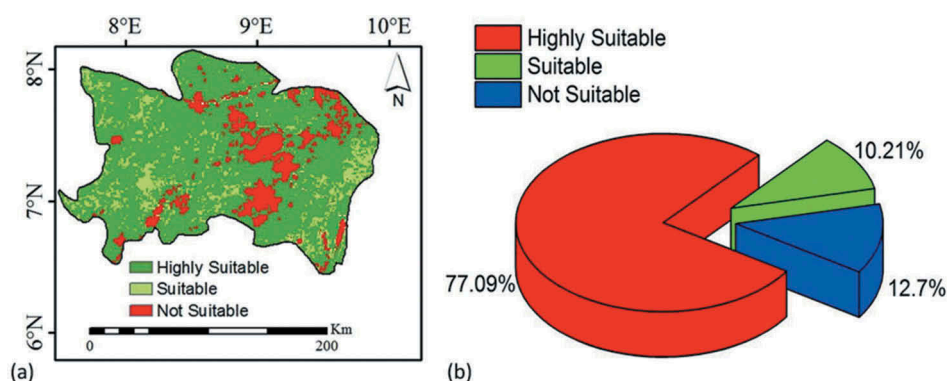 8°E 9°E 10°E
8°N
7°N
6°N
N
Highly Suitable
Suitable
Not Suitable
Km
0 200
(a)
Highly Suitable
Suitable
Not Suitable
10.21%
77.09%
12.7%
(b)